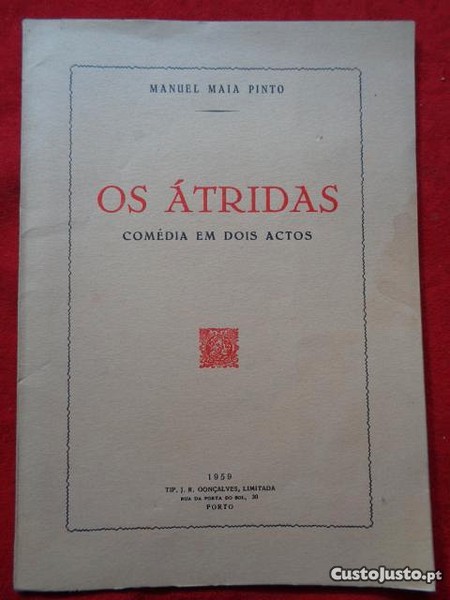 MANUEL MAIA PINTO
OS ÁTRIDAS
COMÉDIA EM DOIS ACTOS
1959
TIP. J. R. GONÇALVES, LIMITADA
RUA DA PORTA DO SOL, 20
PORTO
CustoJusto.pt